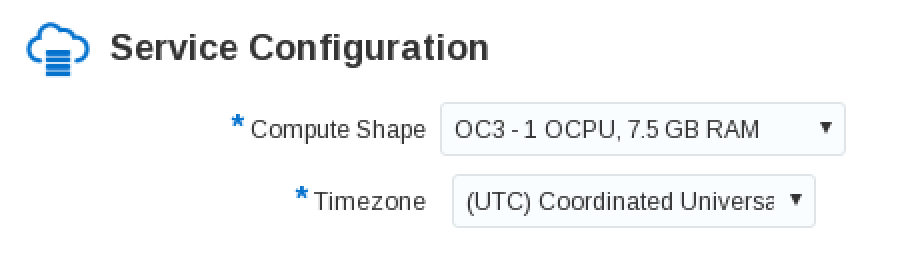 Service Configuration
* Compute Shape OC3 - 1 OCPU, 7.5 GB RAM
* Timezone (UTC) Coordinated Universa